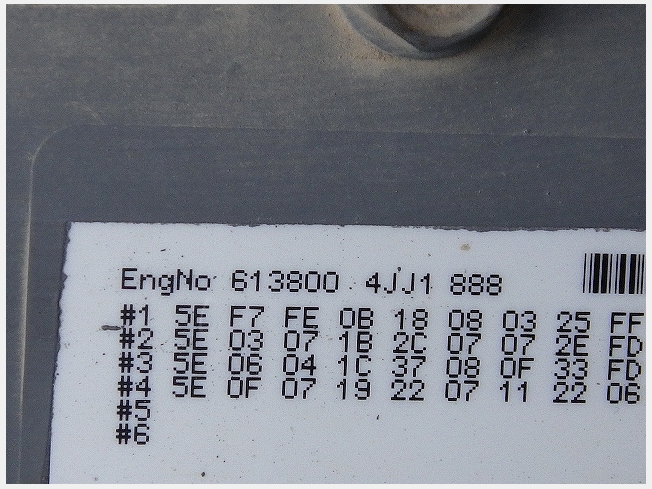 EngNo 613800 4JJ1 888
#1 5E F7 FE 0B 18 08 03 25 FF
#2 5E 03 07 1B 2C 07 07 2E FD
#3 5E 06 04 1C 37 08 0F 33 FD
#4 5E 0F 07 19 22 07 11 22 06
#5
#6